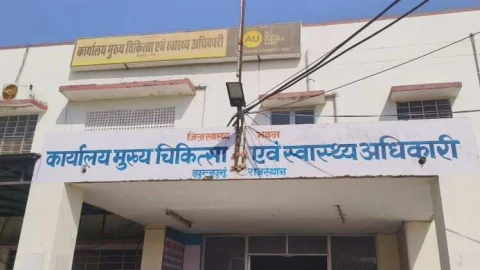 कार्यालय मुख्य चिकित्सा एवं स्वास्थ्य अधिकारी
AU
जिला स्वास्थ्य भवन
कार्यालय मुख्य चिकित्सा एवं स्वास्थ्य अधिकारी
झुन्झुनूं राजस्थान